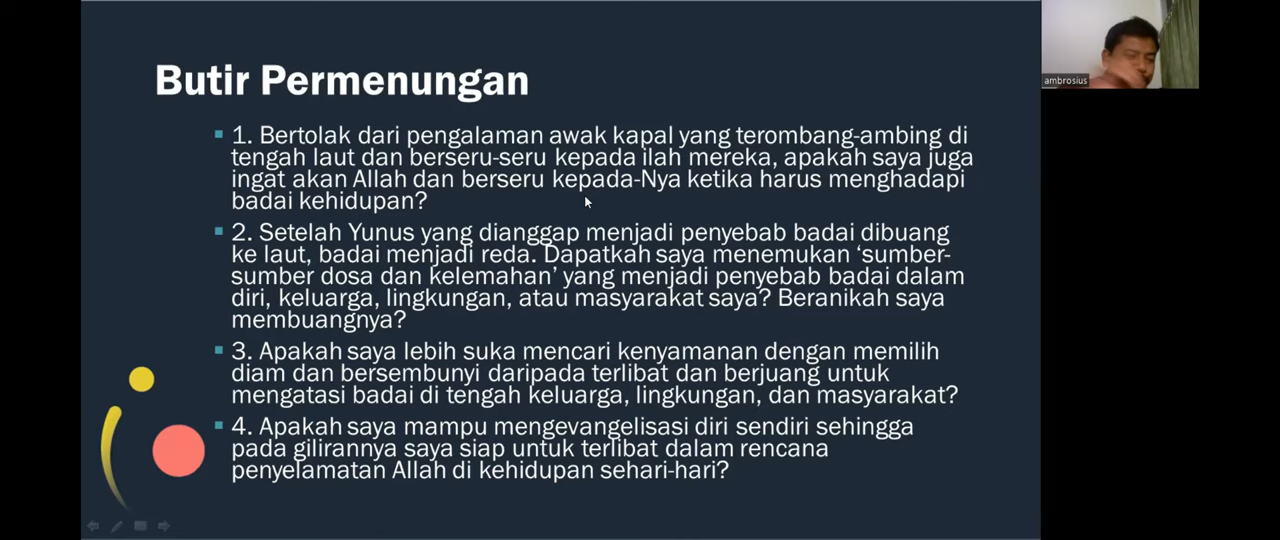 Butir Permenungan
1. Bertolak dari pengalaman awak kapal yang terombang-ambing di
tengah laut dan berseru-seru kepada ilah mereka, apakah saya juga
ingat akan Allah dan berseru kepada-Nya ketika harus menghadapi
badai kehidupan?
2. Setelah Yunus yang dianggap menjadi penyebab badai dibuang
ke laut, badai menjadi reda. Dapatkah saya menemukan ‘sumber-
sumber dosa dan kelemahan’ yang menjadi penyebab badai dalam
diri, keluarga, lingkungan, atau masyarakat saya? Beranikah saya
membuangnya?
3. Apakah saya lebih suka mencari kenyamanan dengan memilih
diam dan bersembunyi daripada terlibat dan berjuang untuk
mengatasi badai di tengah keluarga, lingkungan, dan masyarakat?
4. Apakah saya mampu mengevangelisasi diri sendiri sehingga
pada gilirannya saya siap untuk terlibat dalam rencana
penyelamatan Allah di kehidupan sehari-hari?
ambrosius